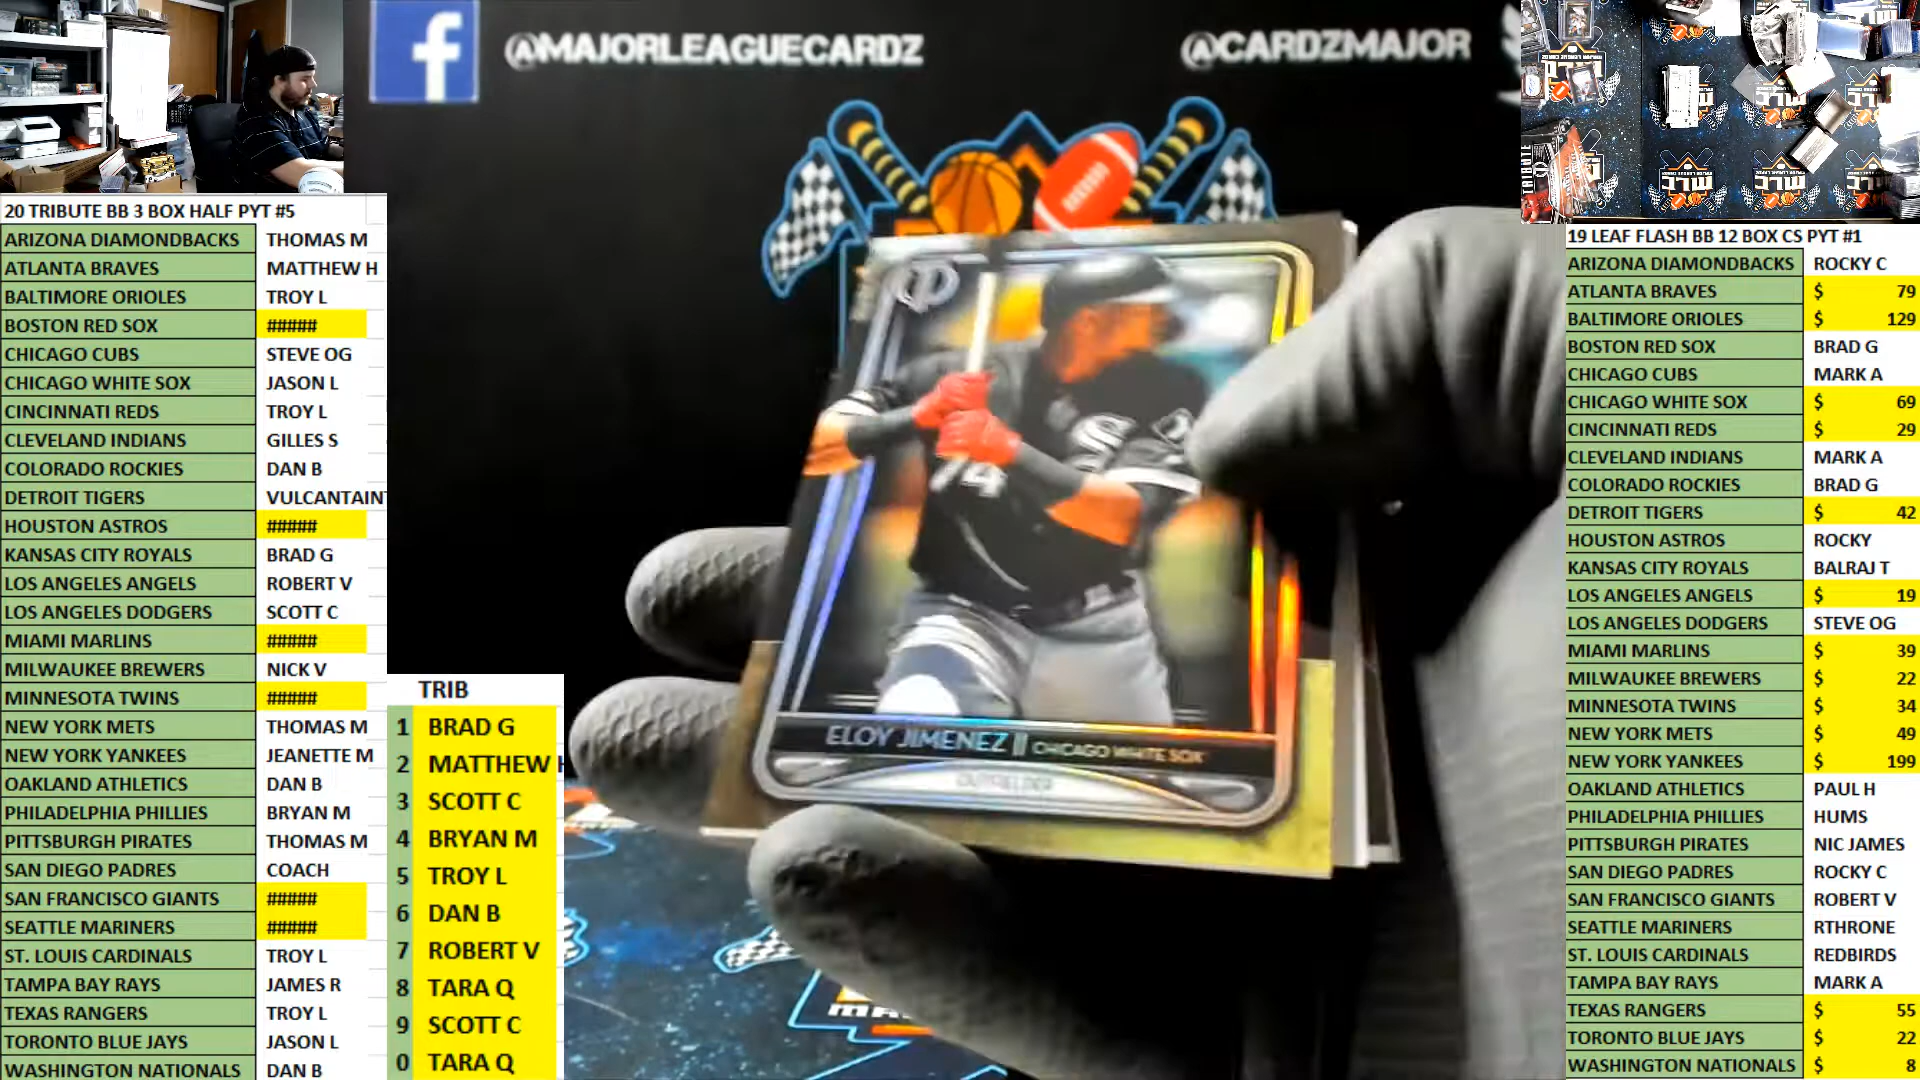 @MAJORLEAGUECARDZ
@CARDZMAJOR
20 TRIBUTE BB 3 BOX HALF PYT #5
ARIZONA DIAMONDBACKS THOMAS M
ATLANTA BRAVES MATTHEW H
BALTIMORE ORIOLES TROY L
BOSTON RED SOX #####
CHICAGO CUBS STEVE OG
CHICAGO WHITE SOX JASON L
CINCINNATI REDS TROY L
CLEVELAND INDIANS GILLES S
COLORADO ROCKIES DAN B
DETROIT TIGERS VULCANTAIN
HOUSTON ASTROS #####
KANSAS CITY ROYALS BRAD G
LOS ANGELES ANGELS ROBERT V
LOS ANGELES DODGERS SCOTT C
MIAMI MARLINS #####
MILWAUKEE BREWERS NICK V
MINNESOTA TWINS #####
NEW YORK METS THOMAS M
NEW YORK YANKEES JEANETTE M
OAKLAND ATHLETICS DAN B
PHILADELPHIA PHILLIES BRYAN M
PITTSBURGH PIRATES THOMAS M
SAN DIEGO PADRES COACH
SAN FRANCISCO GIANTS #####
SEATTLE MARINERS #####
ST. LOUIS CARDINALS TROY L
TAMPA BAY RAYS JAMES R
TEXAS RANGERS TROY L
TORONTO BLUE JAYS JASON L
WASHINGTON NATIONALS DAN B
TRIB
1 BRAD G
2 MATTHEW H
3 SCOTT C
4 BRYAN M
5 TROY L
6 DAN B
7 ROBERT V
8 TARA Q
9 SCOTT C
0 TARA Q
74
ELOY JIMENEZ || CHICAGO WHITE SOX
OUTFIELDER
19 LEAF FLASH BB 12 BOX CS PYT #1
ARIZONA DIAMONDBACKS ROCKY C
ATLANTA BRAVES $ 79
BALTIMORE ORIOLES $ 129
BOSTON RED SOX BRAD G
CHICAGO CUBS MARK A
CHICAGO WHITE SOX $ 69
CINCINNATI REDS $ 29
CLEVELAND INDIANS MARK A
COLORADO ROCKIES BRAD G
DETROIT TIGERS $ 42
HOUSTON ASTROS ROCKY
KANSAS CITY ROYALS BALRAJ T
LOS ANGELES ANGELS $ 19
LOS ANGELES DODGERS STEVE OG
MIAMI MARLINS $ 39
MILWAUKEE BREWERS $ 22
MINNESOTA TWINS $ 34
NEW YORK METS $ 49
NEW YORK YANKEES $ 199
OAKLAND ATHLETICS PAUL H
PHILADELPHIA PHILLIES HUMS
PITTSBURGH PIRATES NIC JAMES
SAN DIEGO PADRES ROCKY C
SAN FRANCISCO GIANTS ROBERT V
SEATTLE MARINERS RTHRONE
ST. LOUIS CARDINALS REDBIRDS
TAMPA BAY RAYS MARK A
TEXAS RANGERS $ 55
TORONTO BLUE JAYS $ 22
WASHINGTON NATIONALS $ 8